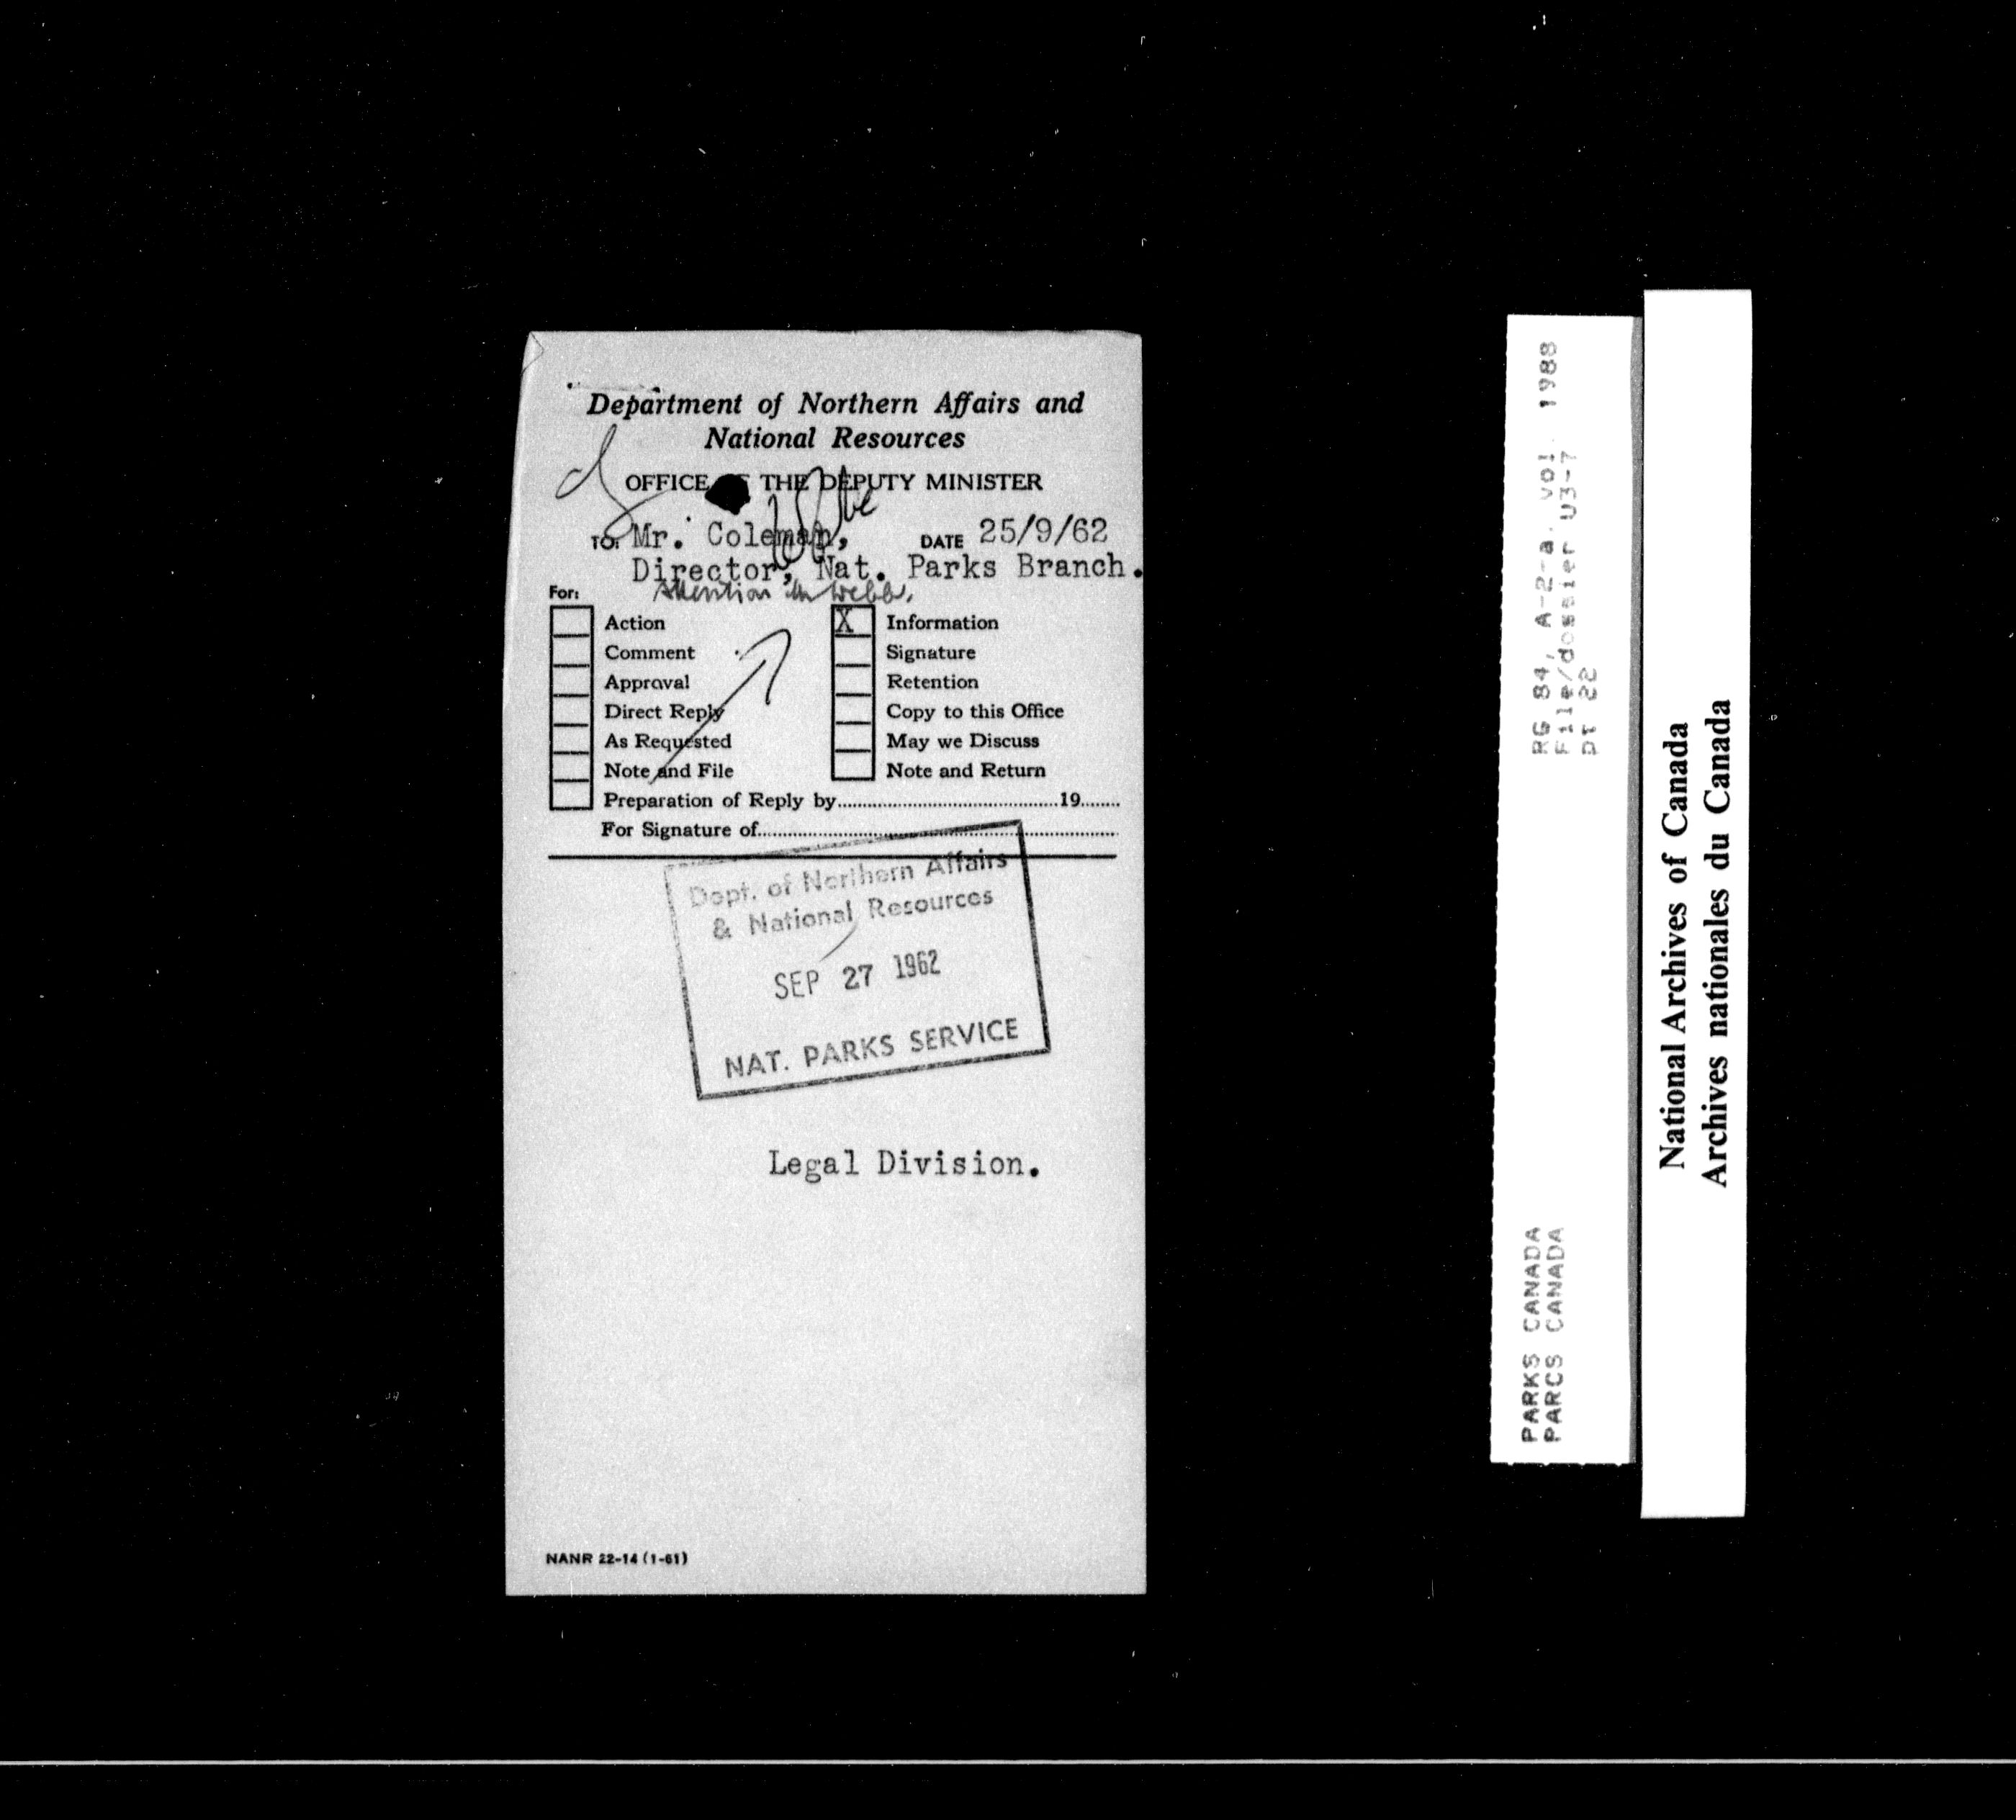 Department of Northern Affairs and
National Resources
OFFICE OF THE DEPUTY MINISTER
TO: Mr. Coleman, DATE 25/9/62
Director, Nat. Parks Branch.
Attention Mr Webb.
For:
Action
Comment
Approval
Direct Reply
As Requested
Note and File
X Information
Signature
Retention
Copy to this Office
May we Discuss
Note and Return
Preparation of Reply by..........19........
For Signature of..........
Dept. of Northern Affairs
& National Resources
SEP 27 1962
NAT. PARKS SERVICE
Legal Division.
NANR 22-14 (1-61)
RG 84, A-2-a, vol. 1988
File/dossier U3-7
pt 22
PARKS CANADA
PARCS CANADA
National Archives of Canada
Archives nationales du Canada